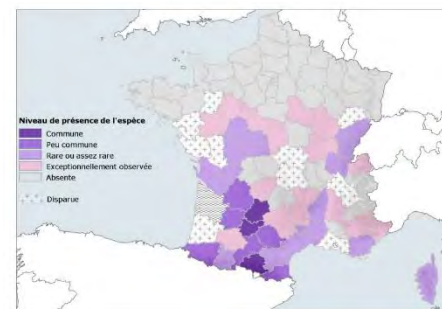 Niveau de présence de l'espèce
Commune
Peu commune
Rare ou assez rare
Exceptionnellement observée
Absente
Disparue